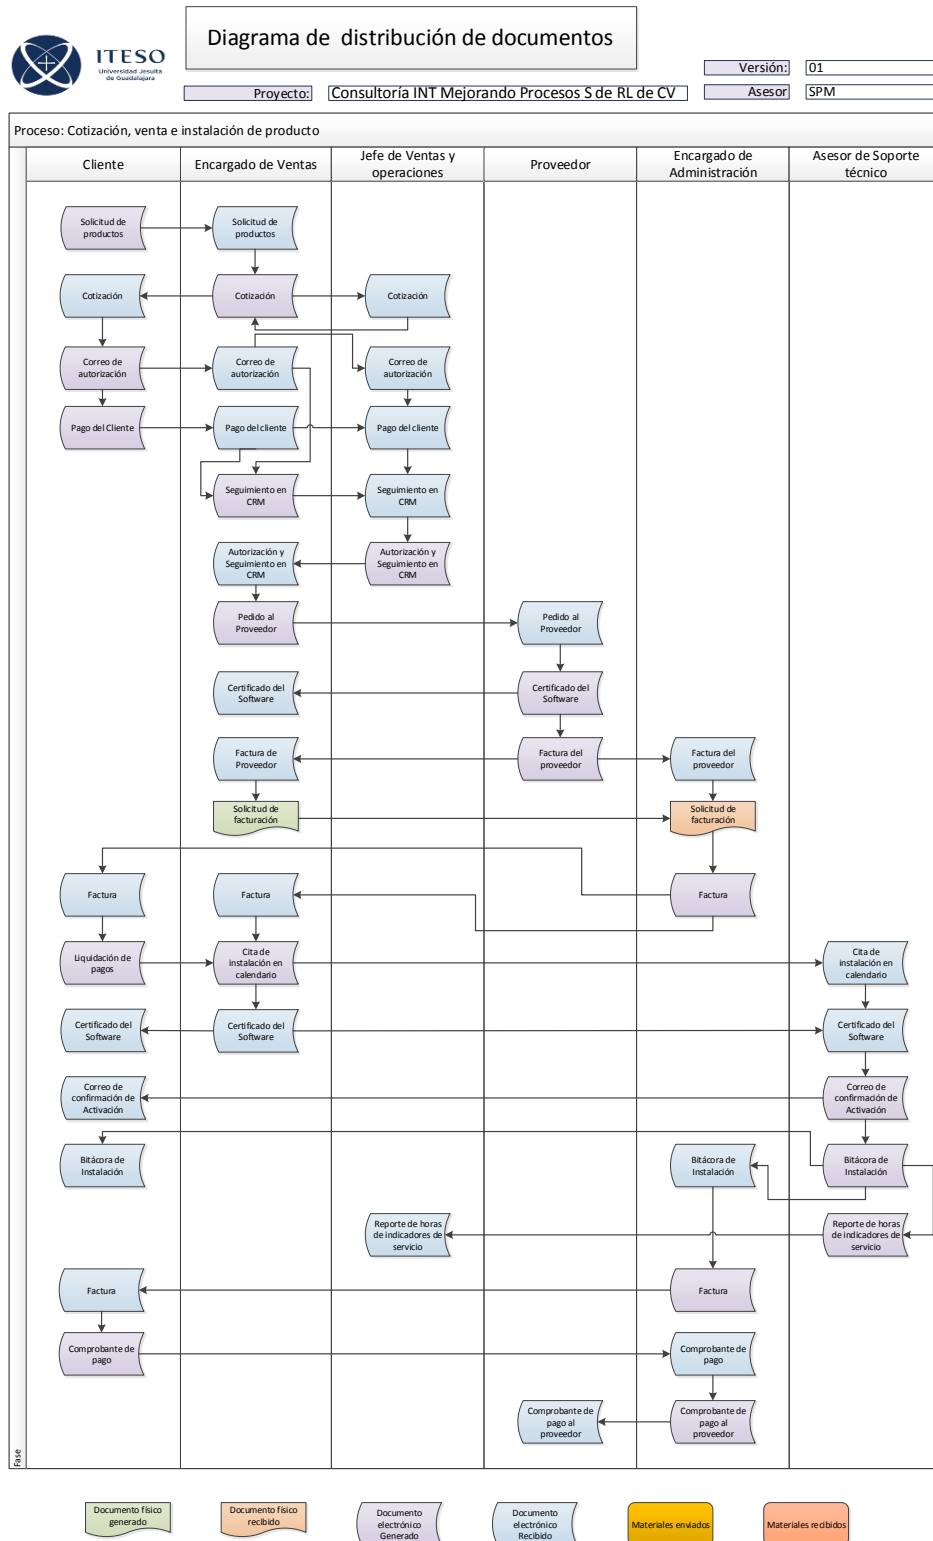 ITESO
Universidad Jesuita
de Guadalajara
Diagrama de distribución de documentos
Versión:
01
Proyecto:
Consultoría INT Mejorando Procesos S de RL de CV
Asesor
SPM
Proceso: Cotización, venta e instalación de producto
Cliente
Encargado de Ventas
Jefe de Ventas y
operaciones
Proveedor
Encargado de
Administración
Asesor de Soporte
técnico
Solicitud de
productos
Solicitud de
productos
Cotización
Cotización
Cotización
Correo de
autorización
Correo de
autorización
Correo de
autorización
Pago del Cliente
Pago del cliente
Pago del cliente
Seguimiento en
CRM
Seguimiento en
CRM
Autorización y
Seguimiento en
CRM
Autorización y
Seguimiento en
CRM
Pedido al
Proveedor
Pedido al
Proveedor
Certificado del
Software
Certificado del
Software
Factura de
Proveedor
Factura del
proveedor
Factura del
proveedor
Solicitud de
facturación
Solicitud de
facturación
Factura
Factura
Factura
Liquidación de
pagos
Cita de
instalación en
calendario
Cita de
instalación en
calendario
Certificado del
Software
Certificado del
Software
Certificado del
Software
Correo de
confirmación de
Activación
Correo de
confirmación de
Activación
Bitácora de
Instalación
Bitácora de
Instalación
Bitácora de
Instalación
Reporte de horas
de indicadores de
servicio
Reporte de horas
de indicadores de
servicio
Factura
Factura
Comprobante de
pago
Comprobante de
pago
Comprobante de
pago al
proveedor
Comprobante de
pago al
proveedor
Fase
Documento físico
generado
Documento físico
recibido
Documento
electrónico
Generado
Documento
electrónico
Recibido
Materiales enviados
Materiales recibidos